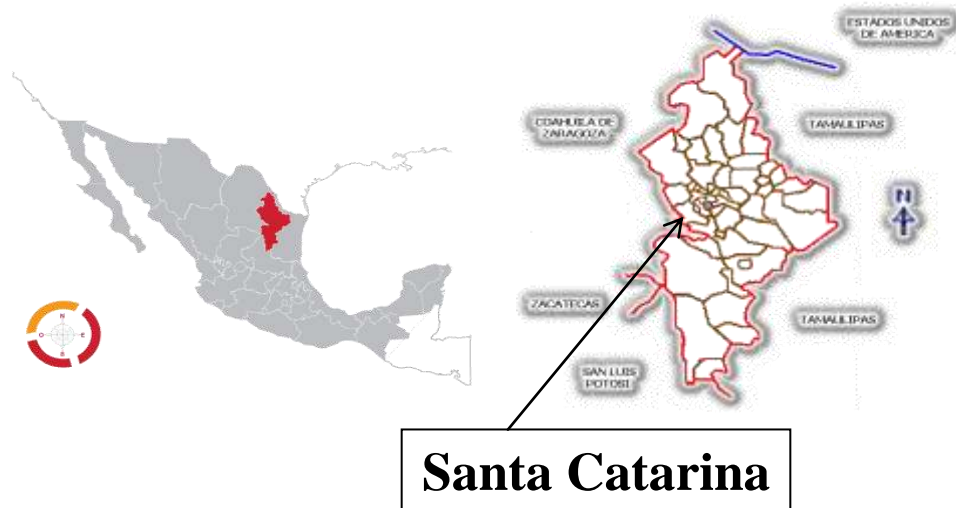 ESTADOS UNIDOS
DE AMERICA
COAHUILA DE
ZARAGOZA
TAMAULIPAS
N
ZACATECAS
TAMAULIPAS
SAN LUIS
POTOSI
N
O
E
S
Santa Catarina